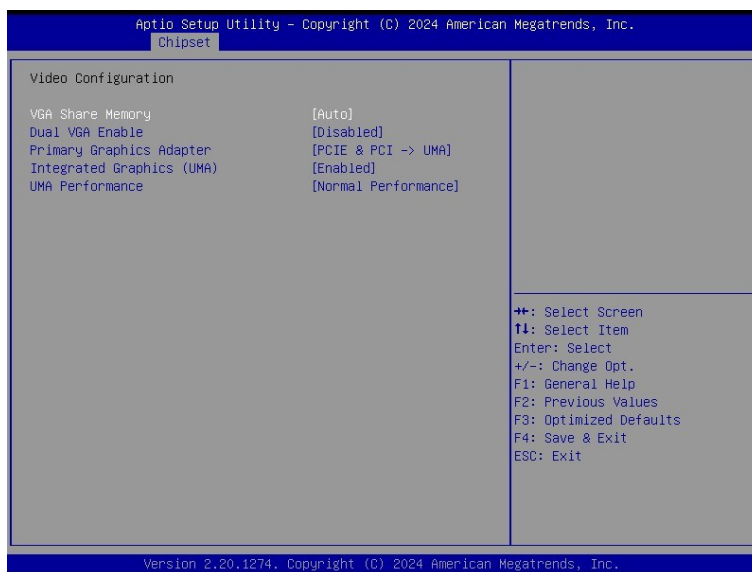 Aptio Setup Utility – Copyright (C) 2024 American Megatrends, Inc.
Chipset
Video Configuration
VGA Share Memory [Auto]
Dual VGA Enable [Disabled]
Primary Graphics Adapter [PCIE & PCI -> UMA]
Integrated Graphics (UMA) [Enabled]
UMA Performance [Normal Performance]
→←: Select Screen
↑↓: Select Item
Enter: Select
+/-: Change Opt.
F1: General Help
F2: Previous Values
F3: Optimized Defaults
F4: Save & Exit
ESC: Exit
Version 2.20.1274. Copyright (C) 2024 American Megatrends, Inc.